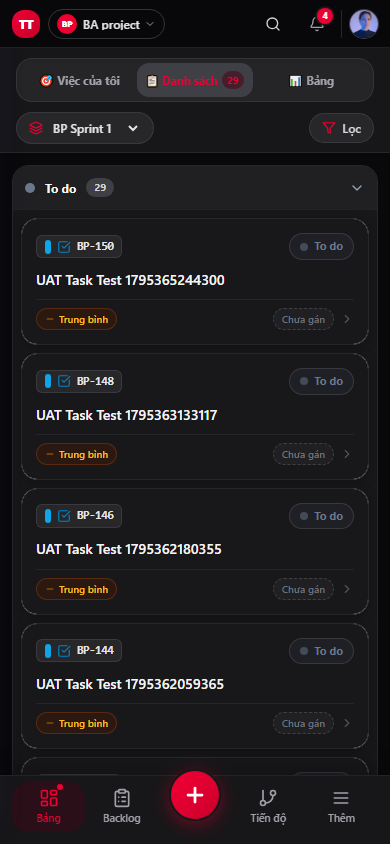 TT
BP BA project
4
Việc của tôi
Danh sách 29
Bảng
BP Sprint 1
Lọc
To do 29
BP-150
To do
UAT Task Test 1795365244300
Trung bình
Chưa gán
BP-148
To do
UAT Task Test 1795363133117
Trung bình
Chưa gán
BP-146
To do
UAT Task Test 1795362180355
Trung bình
Chưa gán
BP-144
To do
UAT Task Test 1795362059365
Trung bình
Chưa gán
Bảng
Backlog
Tiến độ
Thêm